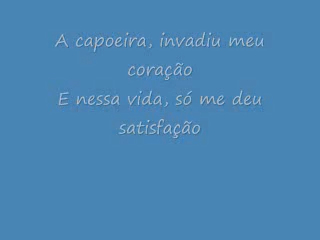 A capoeira, invadiu meu
coração
E nessa vida, só me deu
satisfação